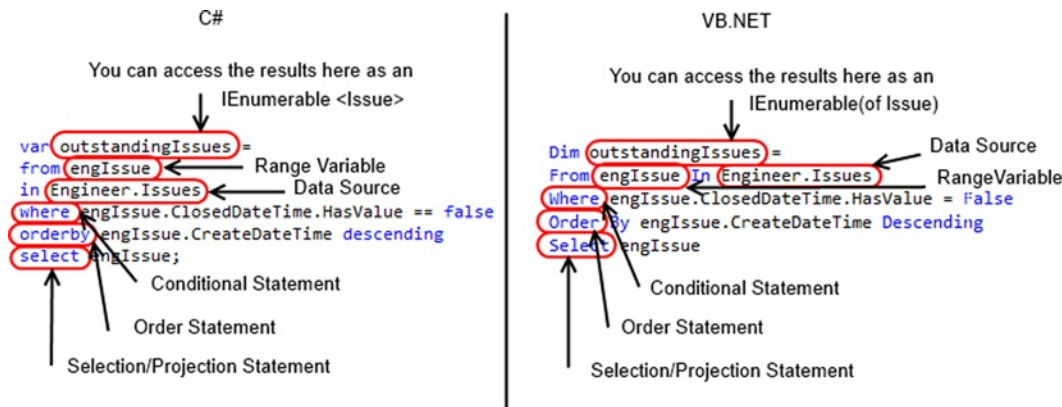 C#
You can access the results here as an
IEnumerable <Issue>
var outstandingIssues =
from engIssue
Range Variable
in Engineer.Issues
Data Source
where engIssue.ClosedDateTime.HasValue == false
orderby engIssue.CreateDateTime descending
select engIssue;
Conditional Statement
Order Statement
Selection/Projection Statement
VB.NET
You can access the results here as an
IEnumerable(of Issue)
Dim outstandingIssues =
Data Source
From engIssue In Engineer.Issues
RangeVariable
Where engIssue.ClosedDateTime.HasValue = False
Order By engIssue.CreateDateTime Descending
Select engIssue
Conditional Statement
Order Statement
Selection/Projection Statement